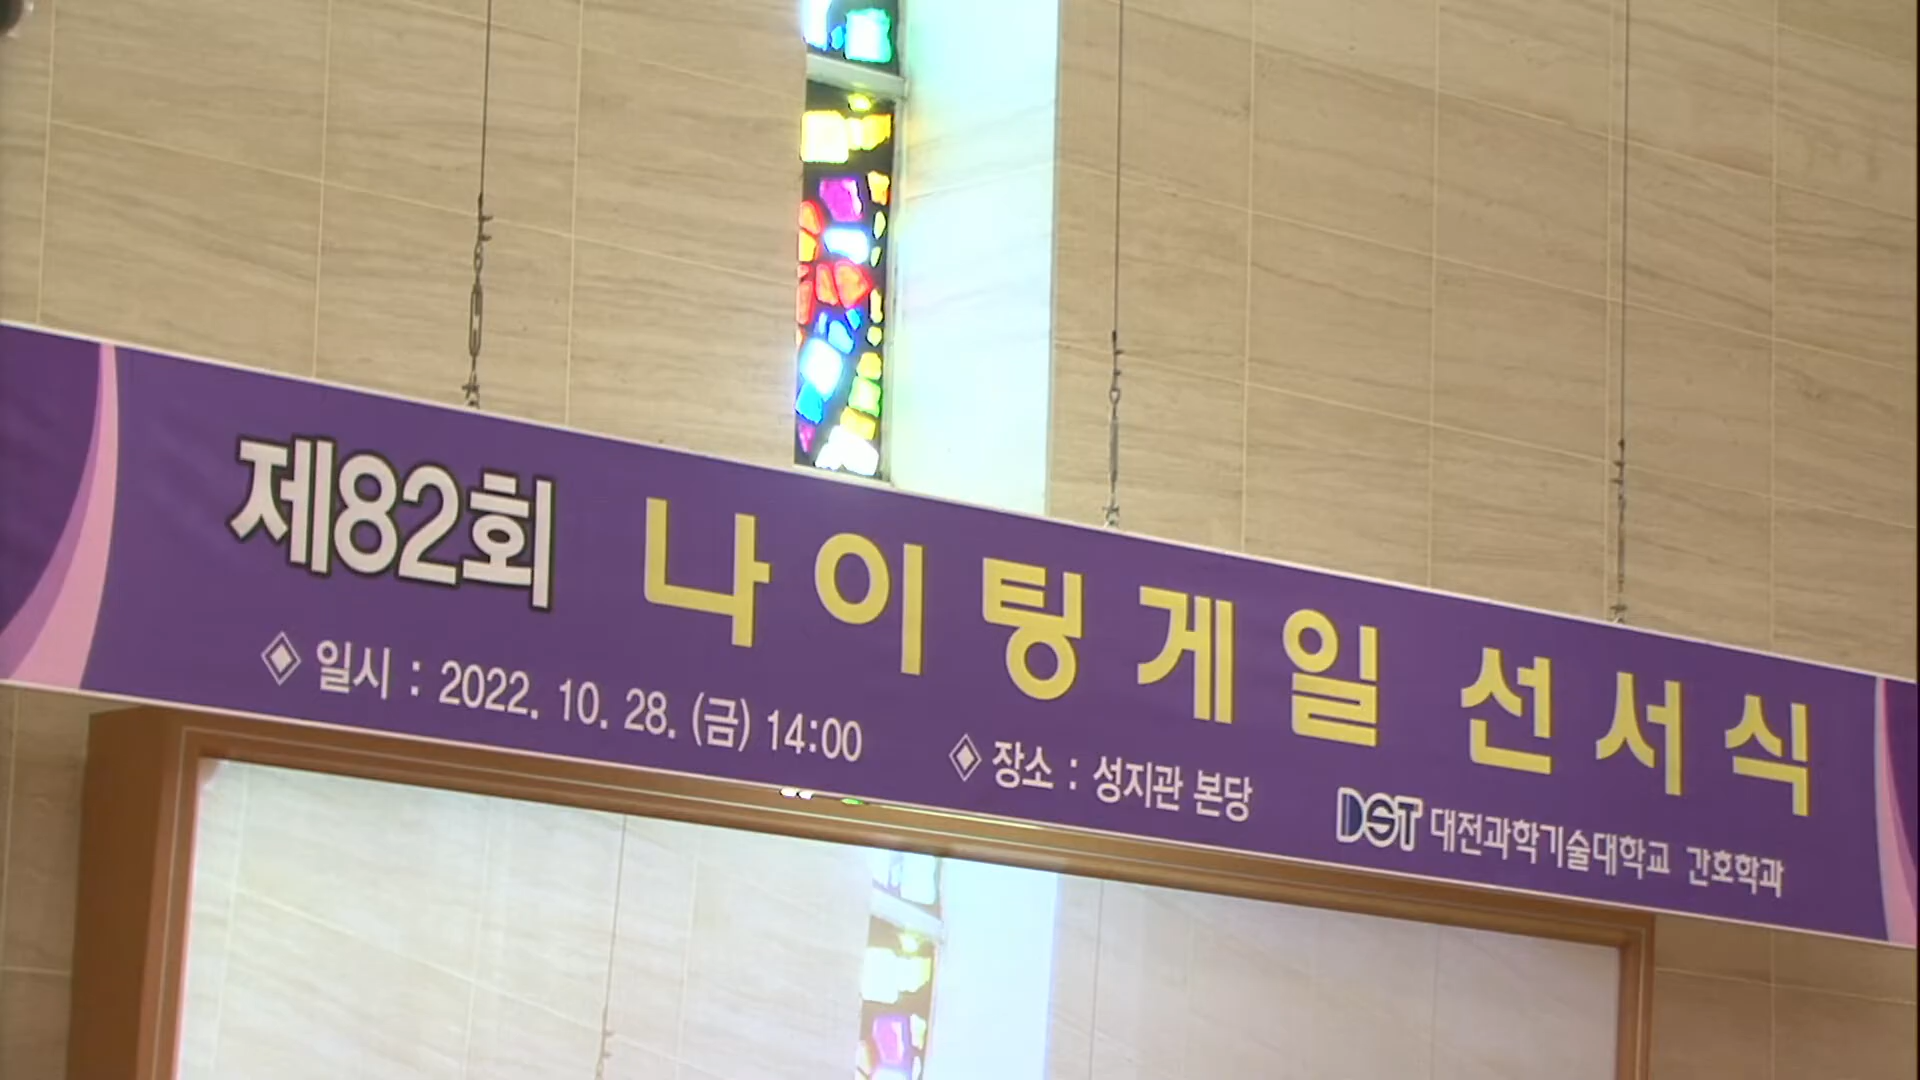 제82회 나이팅게일 선서식
◈ 일시 : 2022. 10. 28. (금) 14:00 ◈ 장소 : 성지관 본당
DST 대전과학기술대학교 간호학과